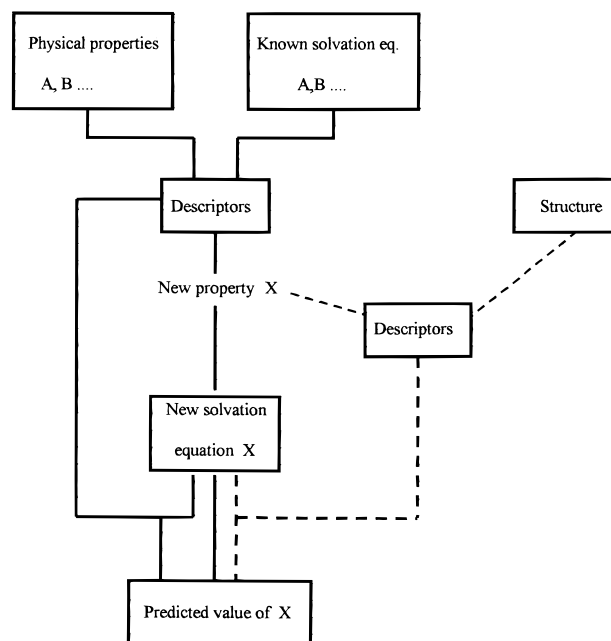 Physical properties
A, B ....
Known solvation eq.
A,B ....
Descriptors
Structure
New property X
Descriptors
New solvation
equation X
Predicted value of X